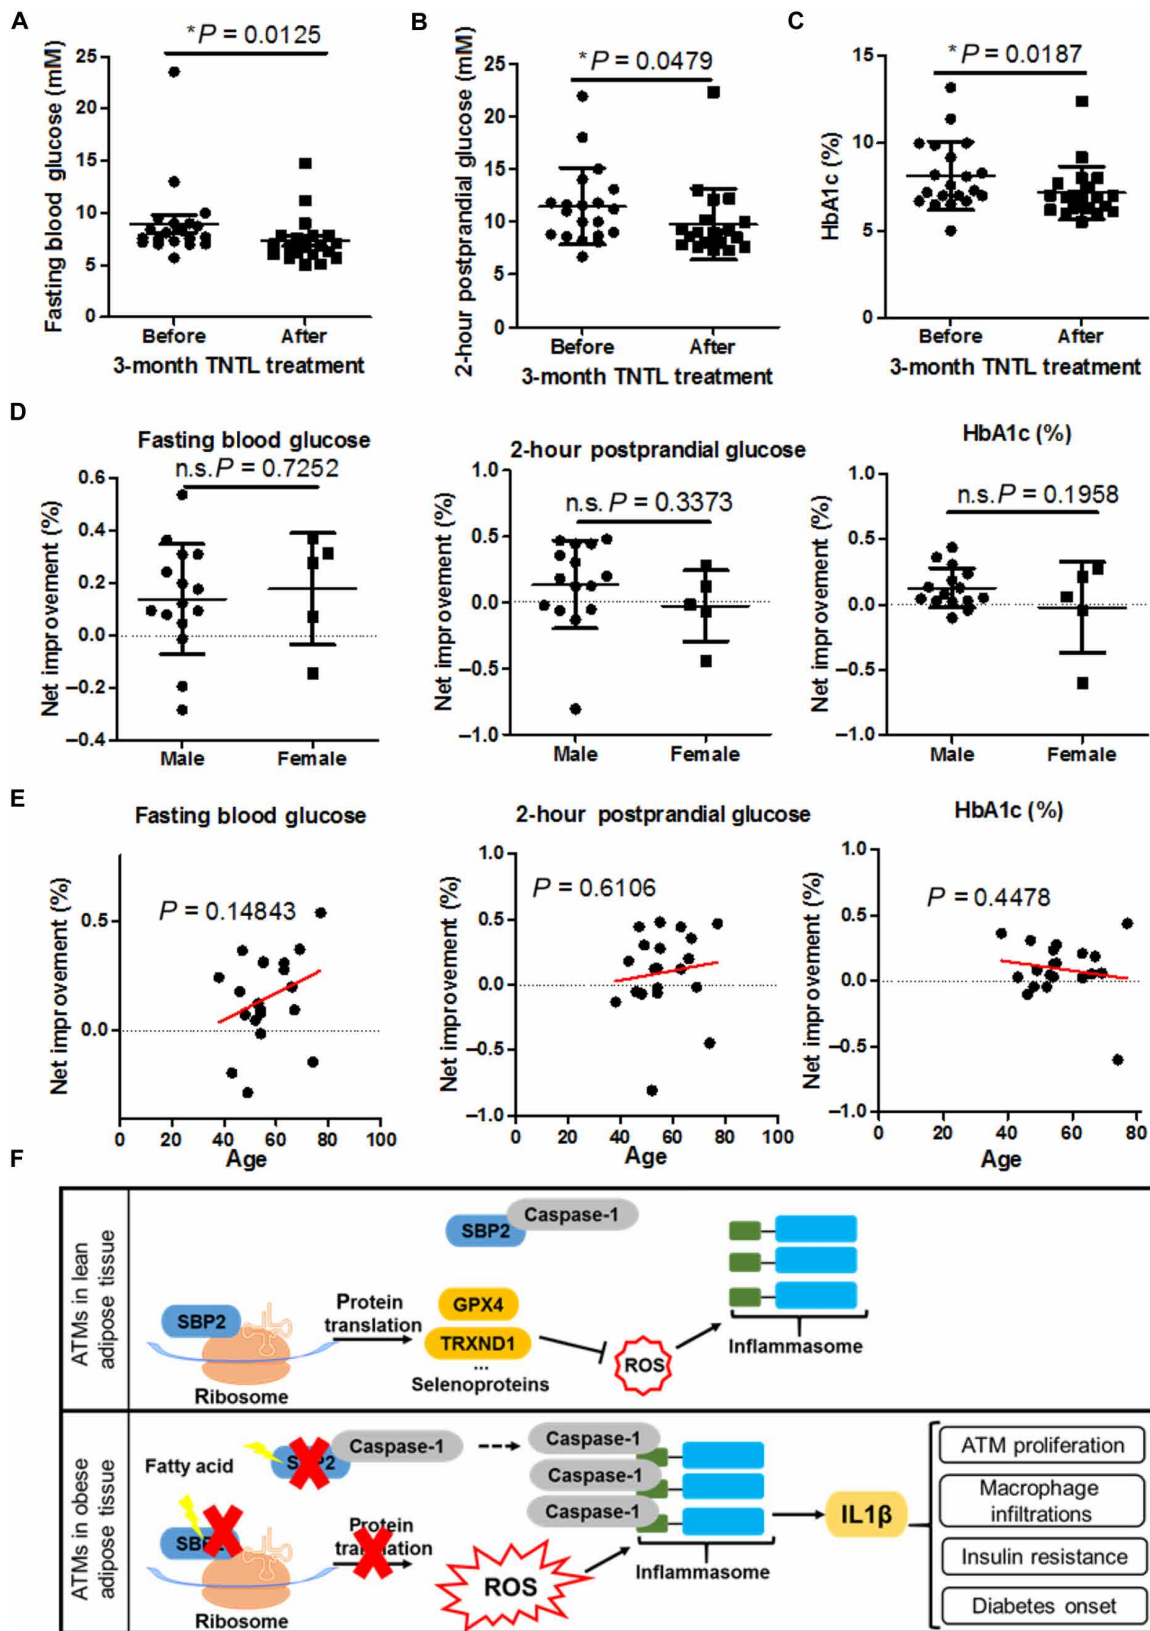 A
*P = 0.0125
Fasting blood glucose (mM)
25
20
15
10
5
0
Before
After
3-month TNTL treatment
B
*P = 0.0479
2-hour postprandial glucose (mM)
25
20
15
10
5
0
Before
After
3-month TNTL treatment
C
*P = 0.0187
HbA1c (%)
15
10
5
0
Before
After
3-month TNTL treatment
D
Fasting blood glucose
n.s. P = 0.7252
Net improvement (%)
0.6
0.4
0.2
0.0
–0.2
–0.4
Male
Female
2-hour postprandial glucose
n.s. P = 0.3373
Net improvement (%)
1.0
0.5
0.0
–0.5
–1.0
Male
Female
HbA1c (%)
n.s. P = 0.1958
Net improvement (%)
1.0
0.5
0.0
–0.5
–1.0
Male
Female
E
Fasting blood glucose
P = 0.14843
Net improvement (%)
0.5
0.0
0
20
40
60
80
100
Age
2-hour postprandial glucose
P = 0.6106
Net improvement (%)
1.0
0.5
0.0
–0.5
–1.0
0
20
40
60
80
100
Age
HbA1c (%)
P = 0.4478
Net improvement (%)
1.0
0.5
0.0
–0.5
–1.0
0
20
40
60
80
Age
F
ATMs in lean
adipose tissue
SBP2
Caspase-1
SBP2
Ribosome
Protein
translation
GPX4
TRXND1
...
Selenoproteins
ROS
Inflammasome
ATMs in obese
adipose tissue
Fatty acid
SBP2
Caspase-1
SBP2
Ribosome
Protein
translation
ROS
Caspase-1
Caspase-1
Caspase-1
Inflammasome
IL1β
ATM proliferation
Macrophage
infiltrations
Insulin resistance
Diabetes onset